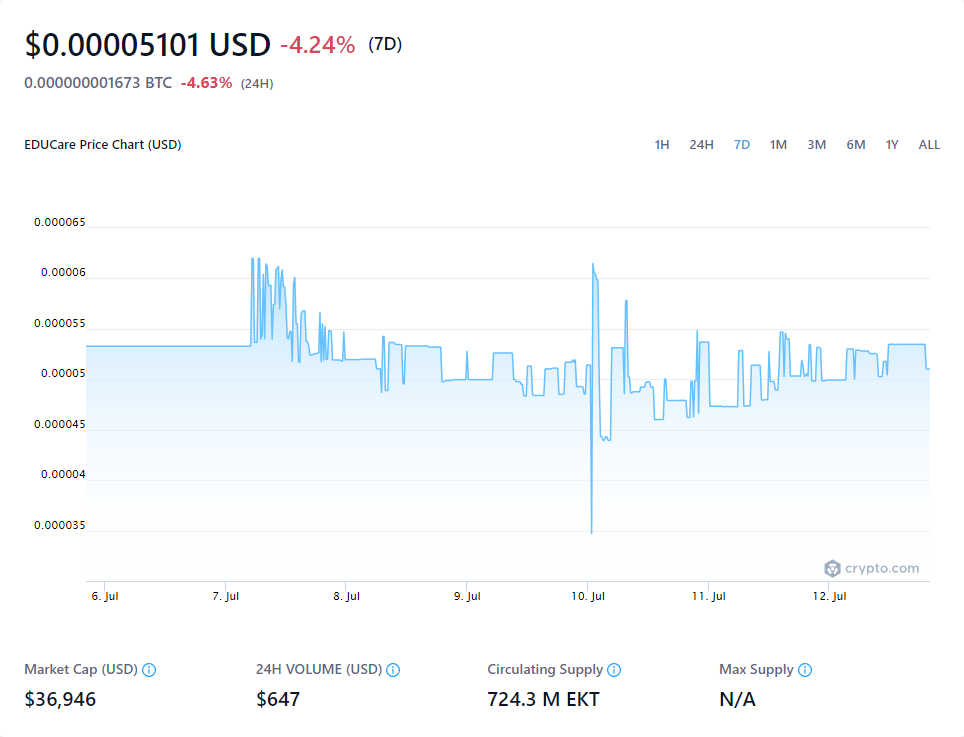 $0.00005101 USD -4.24% (7D)
0.000000001673 BTC -4.63% (24H)
EDUCare Price Chart (USD) 1H 24H 7D 1M 3M 6M 1Y ALL
0.000065
0.00006
0.000055
0.00005
0.000045
0.00004
0.000035
crypto.com
6. Jul 7. Jul 8. Jul 9. Jul 10. Jul 11. Jul 12. Jul
Market Cap (USD) 24H VOLUME (USD) Circulating Supply Max Supply
$36,946 $647 724.3 M EKT N/A